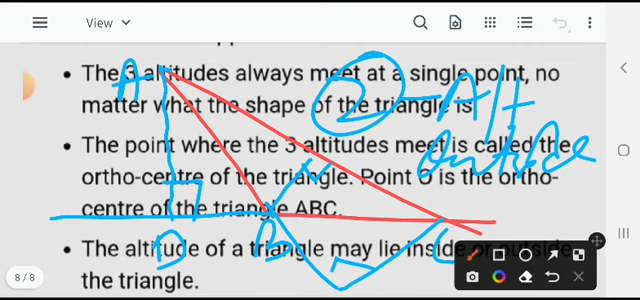 View
• The 3 altitudes always meet at a single point, no
matter what the shape of the triangle is.
• The point where the 3 altitudes meet is called the
ortho-centre of the triangle. Point O is the ortho-
centre of the triangle ABC.
• The altitude of a triangle may lie inside or outside
the triangle.
A
2 - Alt
outside
D
B
C
8 / 8